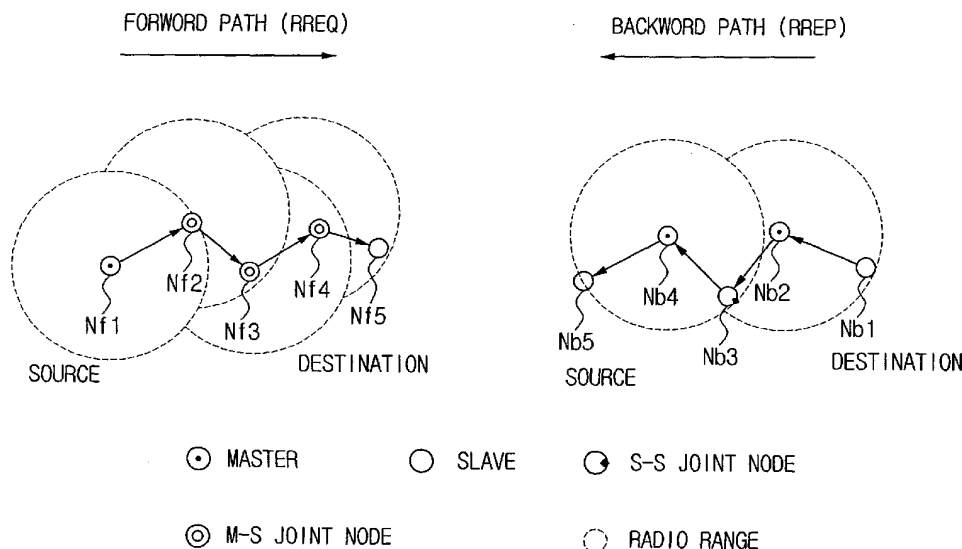 FORWORD PATH (RREQ)
BACKWORD PATH (RREP)
Nf1
Nf2
Nf3
Nf4
Nf5
SOURCE
DESTINATION
Nb5
Nb4
Nb3
Nb2
Nb1
SOURCE
DESTINATION
MASTER
SLAVE
S-S JOINT NODE
M-S JOINT NODE
RADIO RANGE